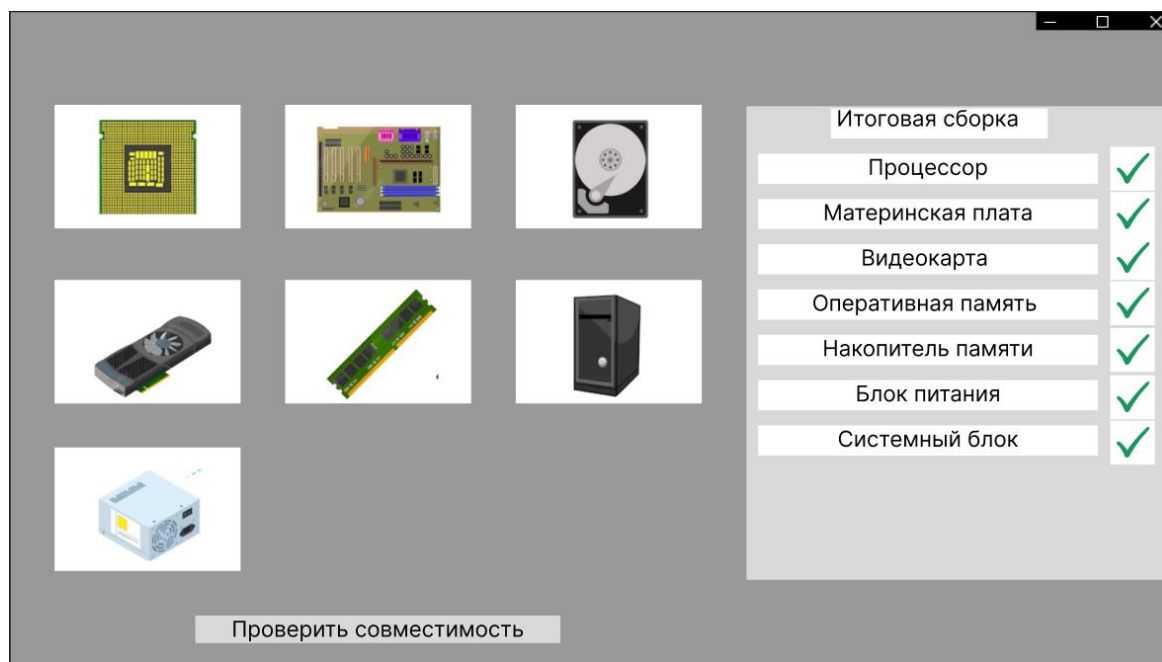 Итоговая сборка
Процессор
Материнская плата
Видеокарта
Оперативная память
Накопитель памяти
Блок питания
Системный блок
Проверить совместимость